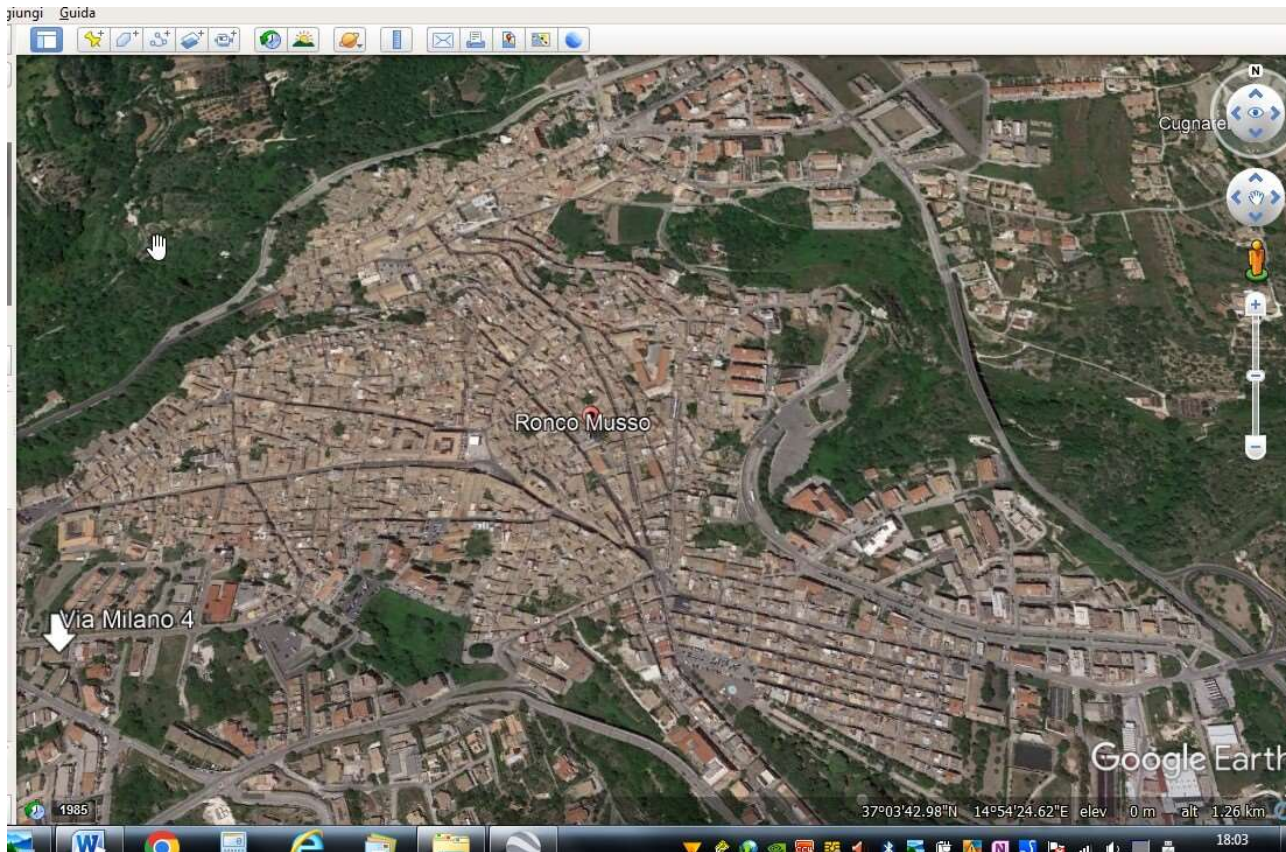 giungi Guida
N
Cugnare
Ronco Musso
Via Milano 4
Google Earth
1985
37°03'42.98"N 14°54'24.62"E elev 0 m alt 1.26 km
18:03